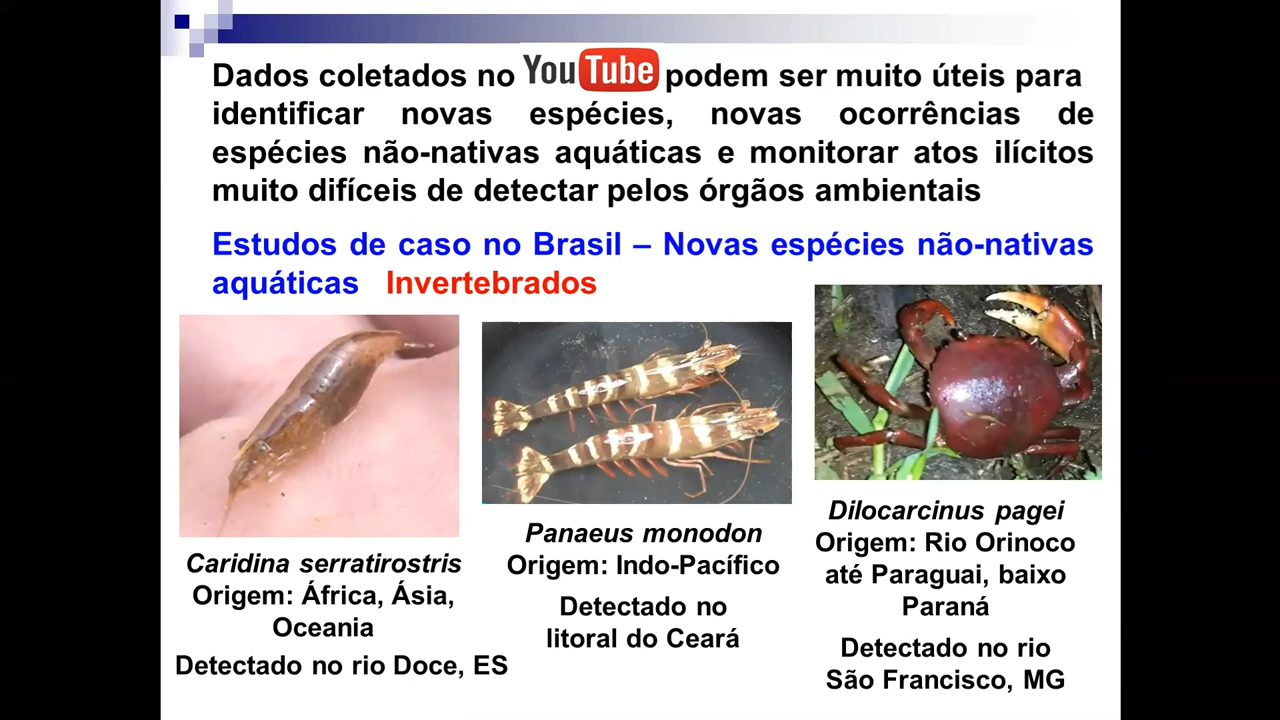 Dados coletados no YouTube podem ser muito úteis para
identificar novas espécies, novas ocorrências de
espécies não-nativas aquáticas e monitorar atos ilícitos
muito difíceis de detectar pelos órgãos ambientais
Estudos de caso no Brasil – Novas espécies não-nativas
aquáticas Invertebrados
Caridina serratirostris
Origem: África, Ásia,
Oceania
Detectado no rio Doce, ES
Panaeus monodon
Origem: Indo-Pacífico
Detectado no
litoral do Ceará
Dilocarcinus pagei
Origem: Rio Orinoco
até Paraguai, baixo
Paraná
Detectado no rio
São Francisco, MG